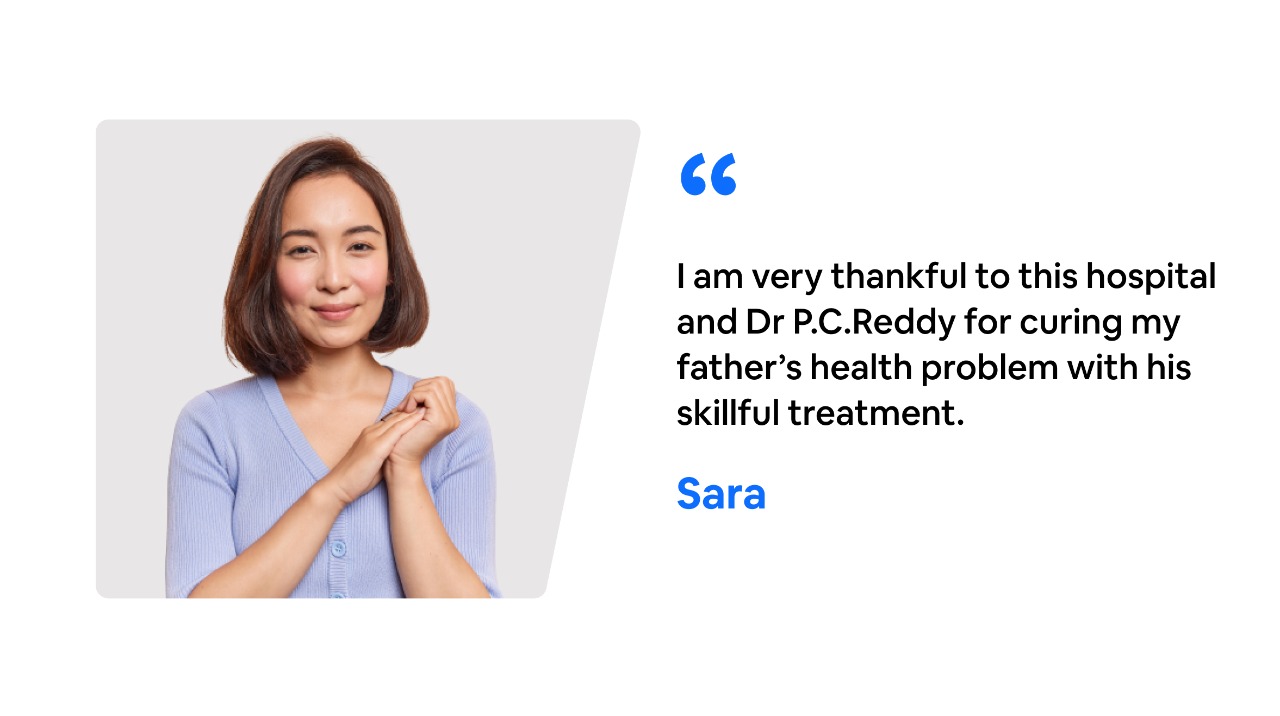 “
I am very thankful to this hospital
and Dr P.C.Reddy for curing my
father’s health problem with his
skillful treatment.
Sara